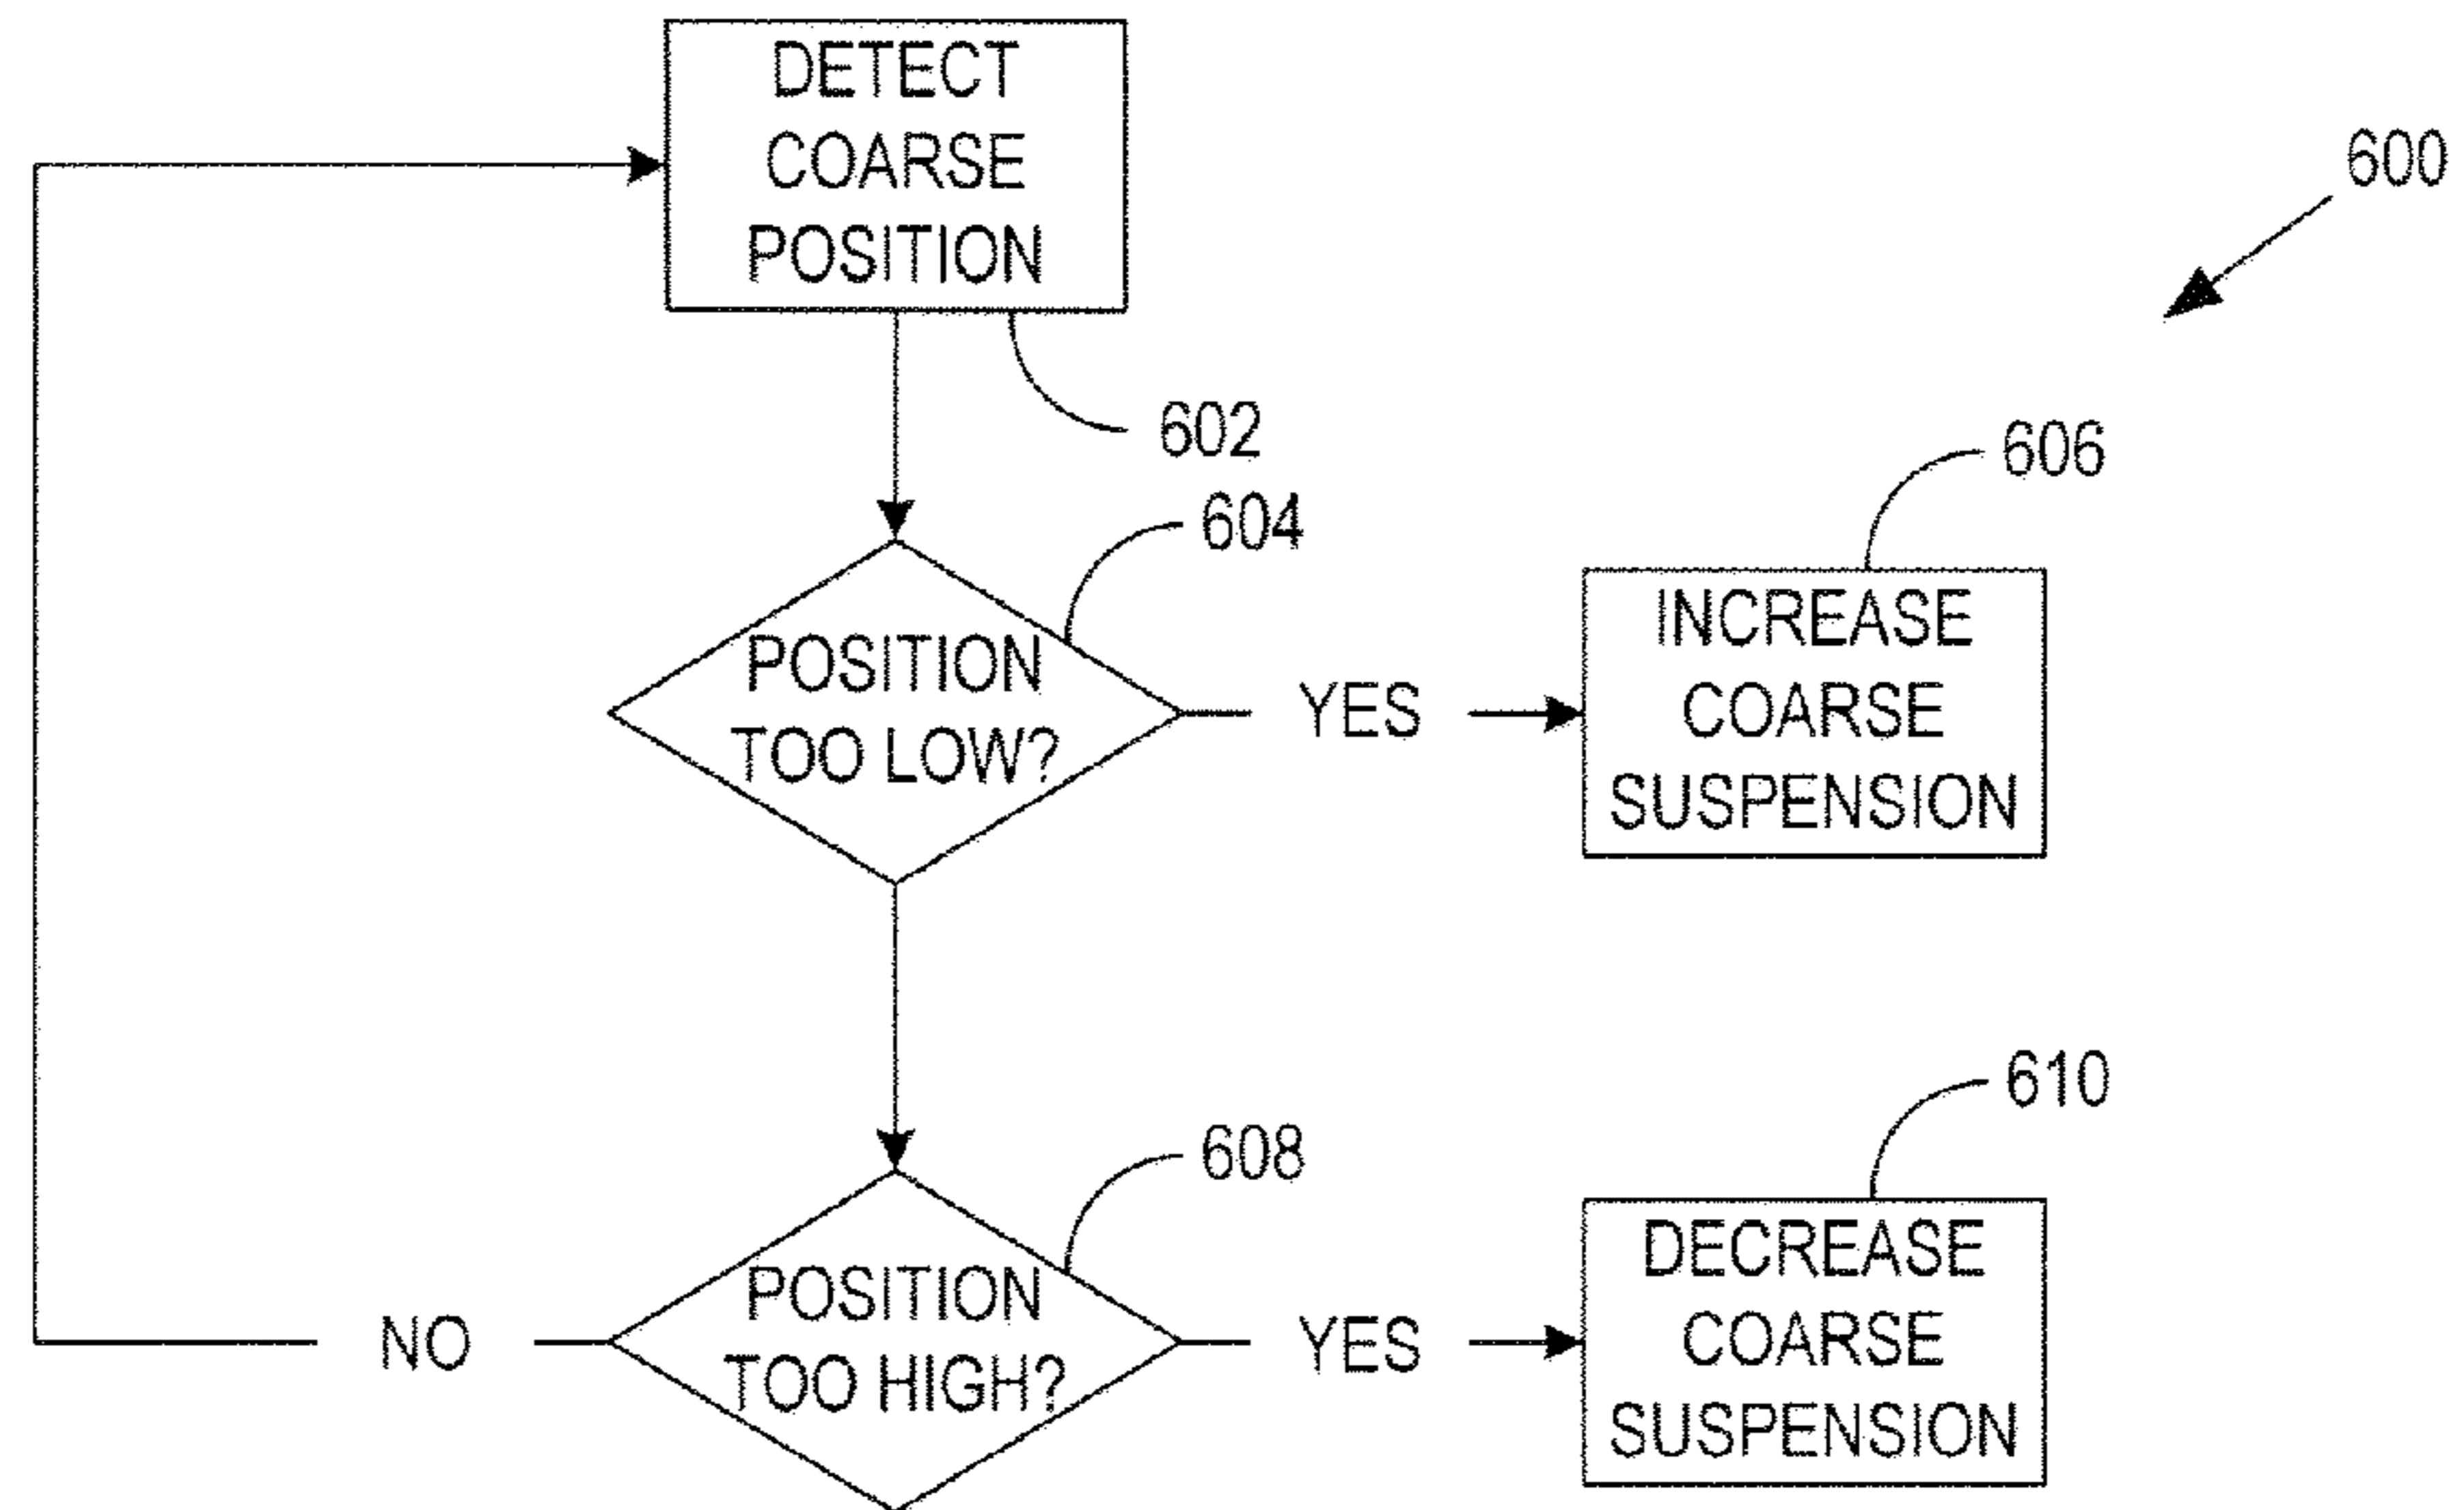 DETECT
COARSE
POSITION
600
602
604
606
POSITION
TOO LOW?
YES
INCREASE
COARSE
SUSPENSION
608
610
POSITION
TOO HIGH?
NO
YES
DECREASE
COARSE
SUSPENSION